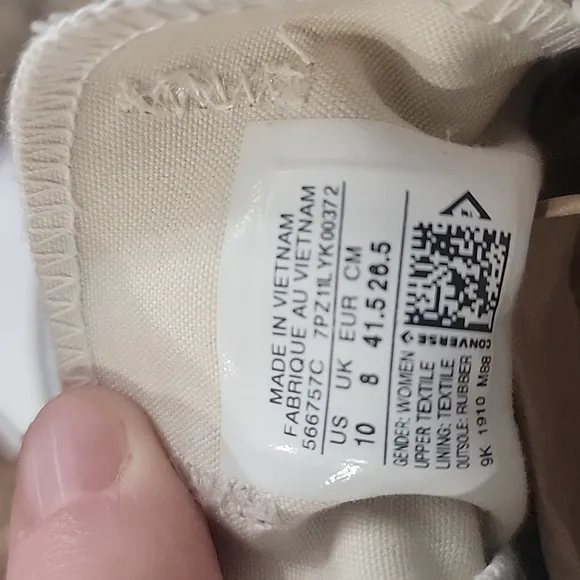 MADE IN VIETNAM
FABRIQUE AU VIETNAM
566757C 7PZ11LYK00372
US UK EUR CM
10 8 41.5 26.5
CONVERSE
GENDER: WOMEN
UPPER TEXTILE
LINING: TEXTILE
OUTSOLE: RUBBER
9K 1910 M88